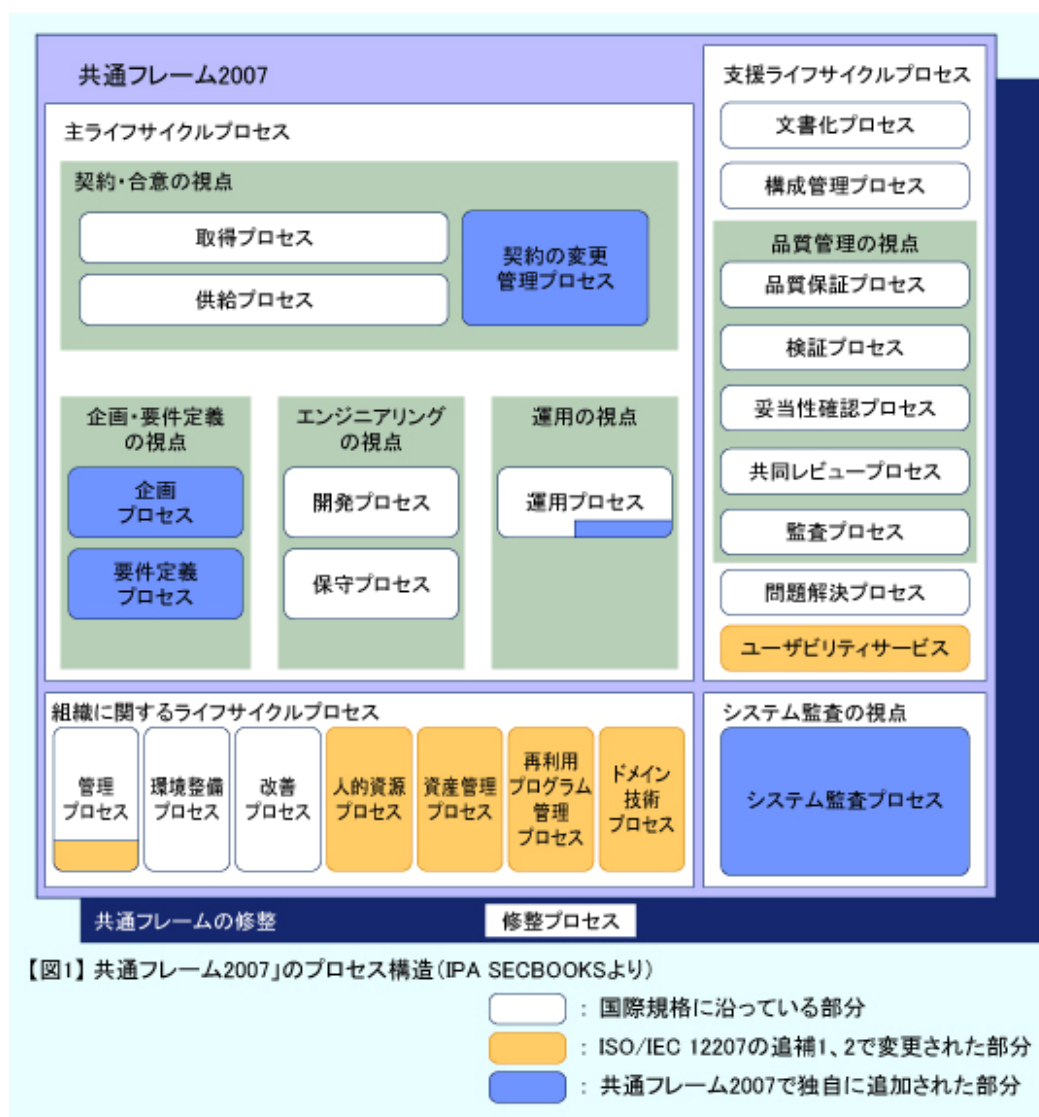 共通フレーム2007
主ライフサイクルプロセス
契約・合意の視点
取得プロセス
供給プロセス
契約の変更
管理プロセス
企画・要件定義
の視点
企画
プロセス
要件定義
プロセス
エンジニアリング
の視点
開発プロセス
保守プロセス
運用の視点
運用プロセス
支援ライフサイクルプロセス
文書化プロセス
構成管理プロセス
品質管理の視点
品質保証プロセス
検証プロセス
妥当性確認プロセス
共同レビュープロセス
監査プロセス
問題解決プロセス
ユーザビリティサービス
組織に関するライフサイクルプロセス
管理
プロセス
環境整備
プロセス
改善
プロセス
人的資源
プロセス
資産管理
プロセス
再利用
プログラム
管理
プロセス
ドメイン
技術
プロセス
システム監査の視点
システム監査プロセス
共通フレームの修整
修整プロセス
【図1】共通フレーム2007」のプロセス構造(IPA SECBOOKSより)
: 国際規格に沿っている部分
: ISO/IEC 12207の追補1、2で変更された部分
: 共通フレーム2007で独自に追加された部分